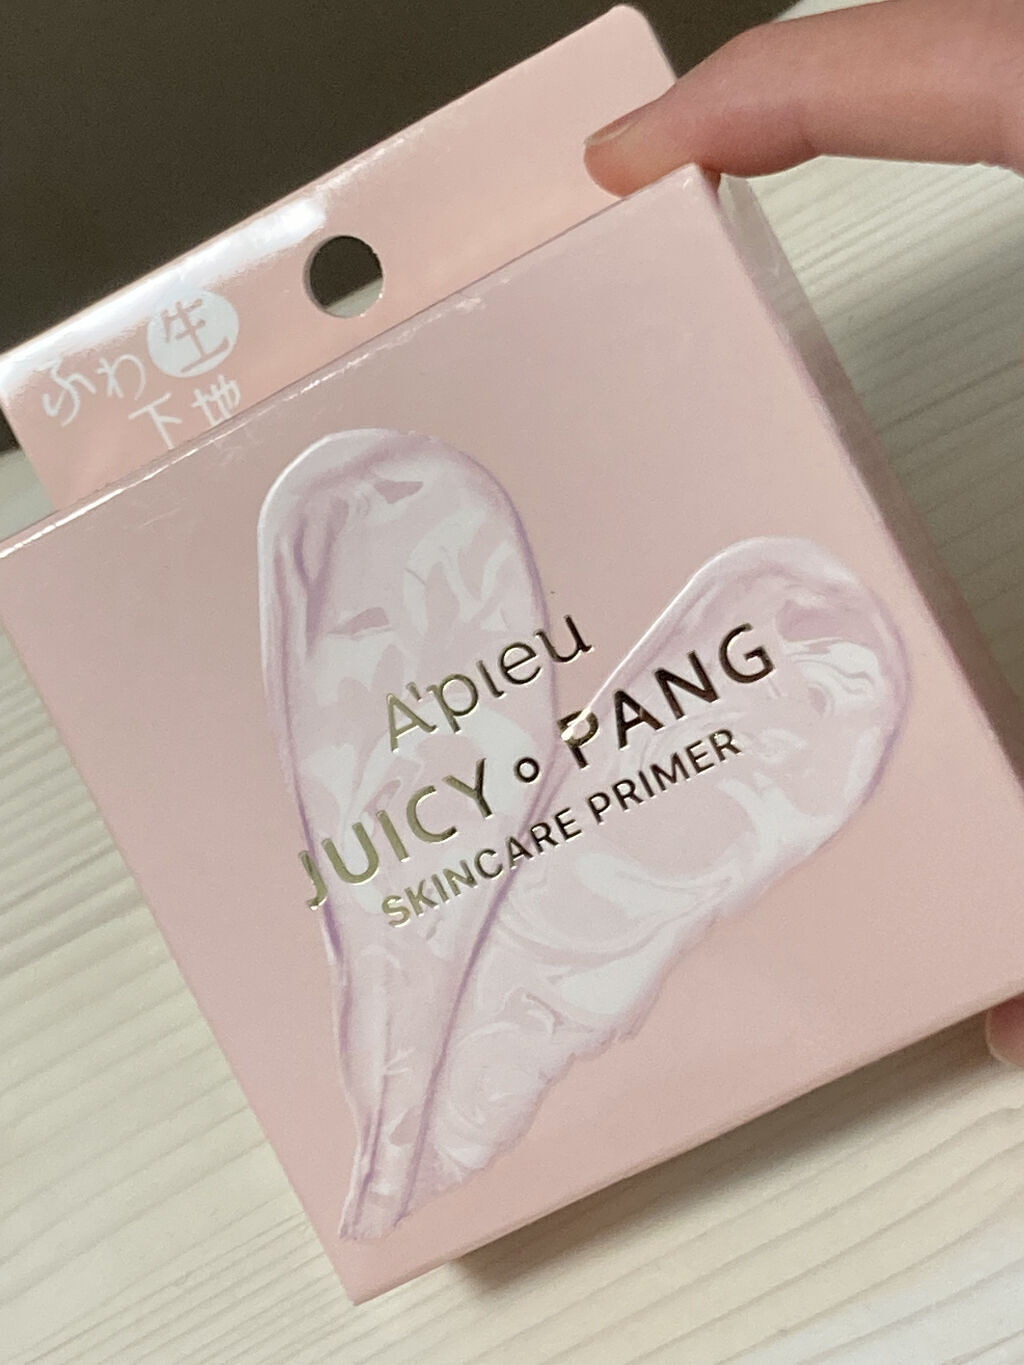 ふわ生
下地
A'pieu
JUICY • PANG
SKINCARE PRIMER